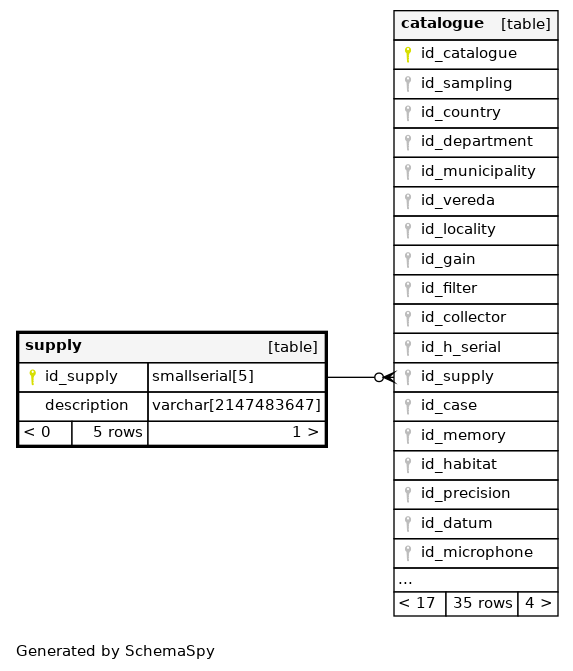 catalogue [table]
id_catalogue
id_sampling
id_country
id_department
id_municipality
id_vereda
id_locality
id_gain
id_filter
id_collector
id_h_serial
id_supply
id_case
id_memory
id_habitat
id_precision
id_datum
id_microphone
...
< 17 35 rows 4 >
supply [table]
id_supply smallserial[5]
description varchar[2147483647]
< 0 5 rows 1 >
Generated by SchemaSpy